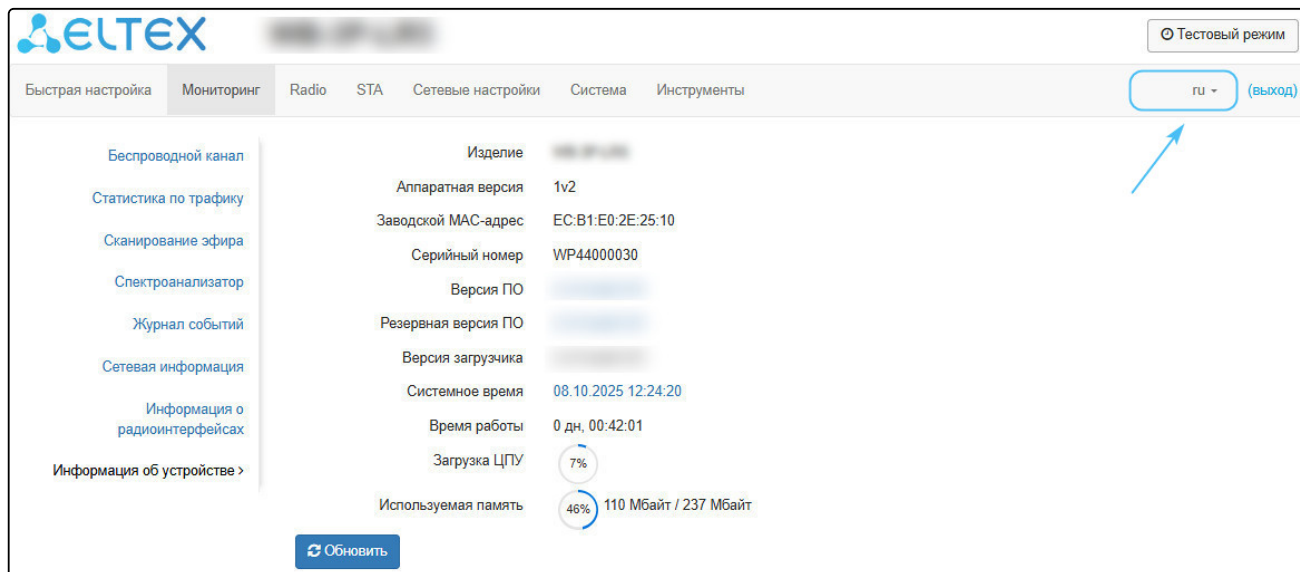 ELTEX
Тестовый режим
Быстрая настройка Мониторинг Radio STA Сетевые настройки Система Инструменты ru (выход)
Беспроводной канал
Статистика по трафику
Сканирование эфира
Спектроанализатор
Журнал событий
Сетевая информация
Информация о
радиоинтерфейсах
Информация об устройстве >
Изделие
Аппаратная версия 1v2
Заводской MAC-адрес EC:B1:E0:2E:25:10
Серийный номер WP44000030
Версия ПО
Резервная версия ПО
Версия загрузчика
Системное время 08.10.2025 12:24:20
Время работы 0 дн, 00:42:01
Загрузка ЦПУ 7%
Используемая память 46% 110 Мбайт / 237 Мбайт
Обновить